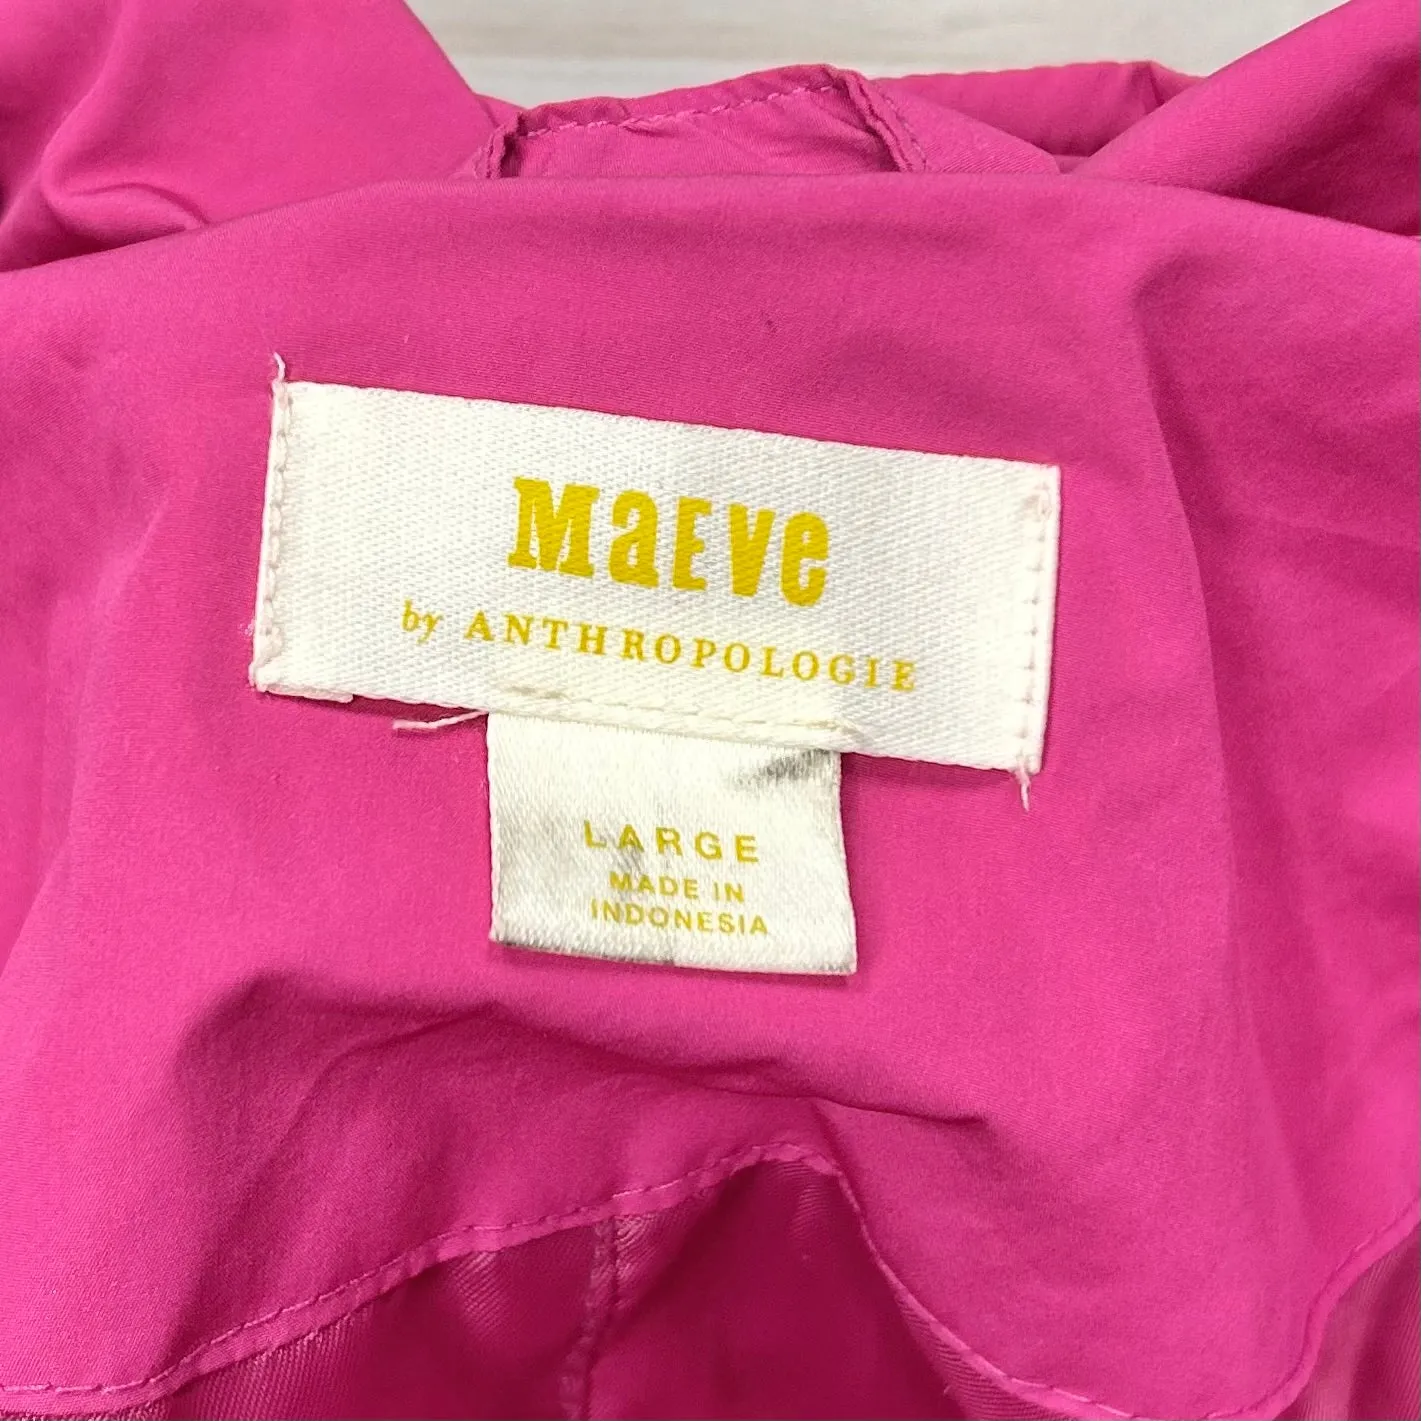 MaEve
by ANTHROPOLOGIE
LARGE
MADE IN
INDONESIA